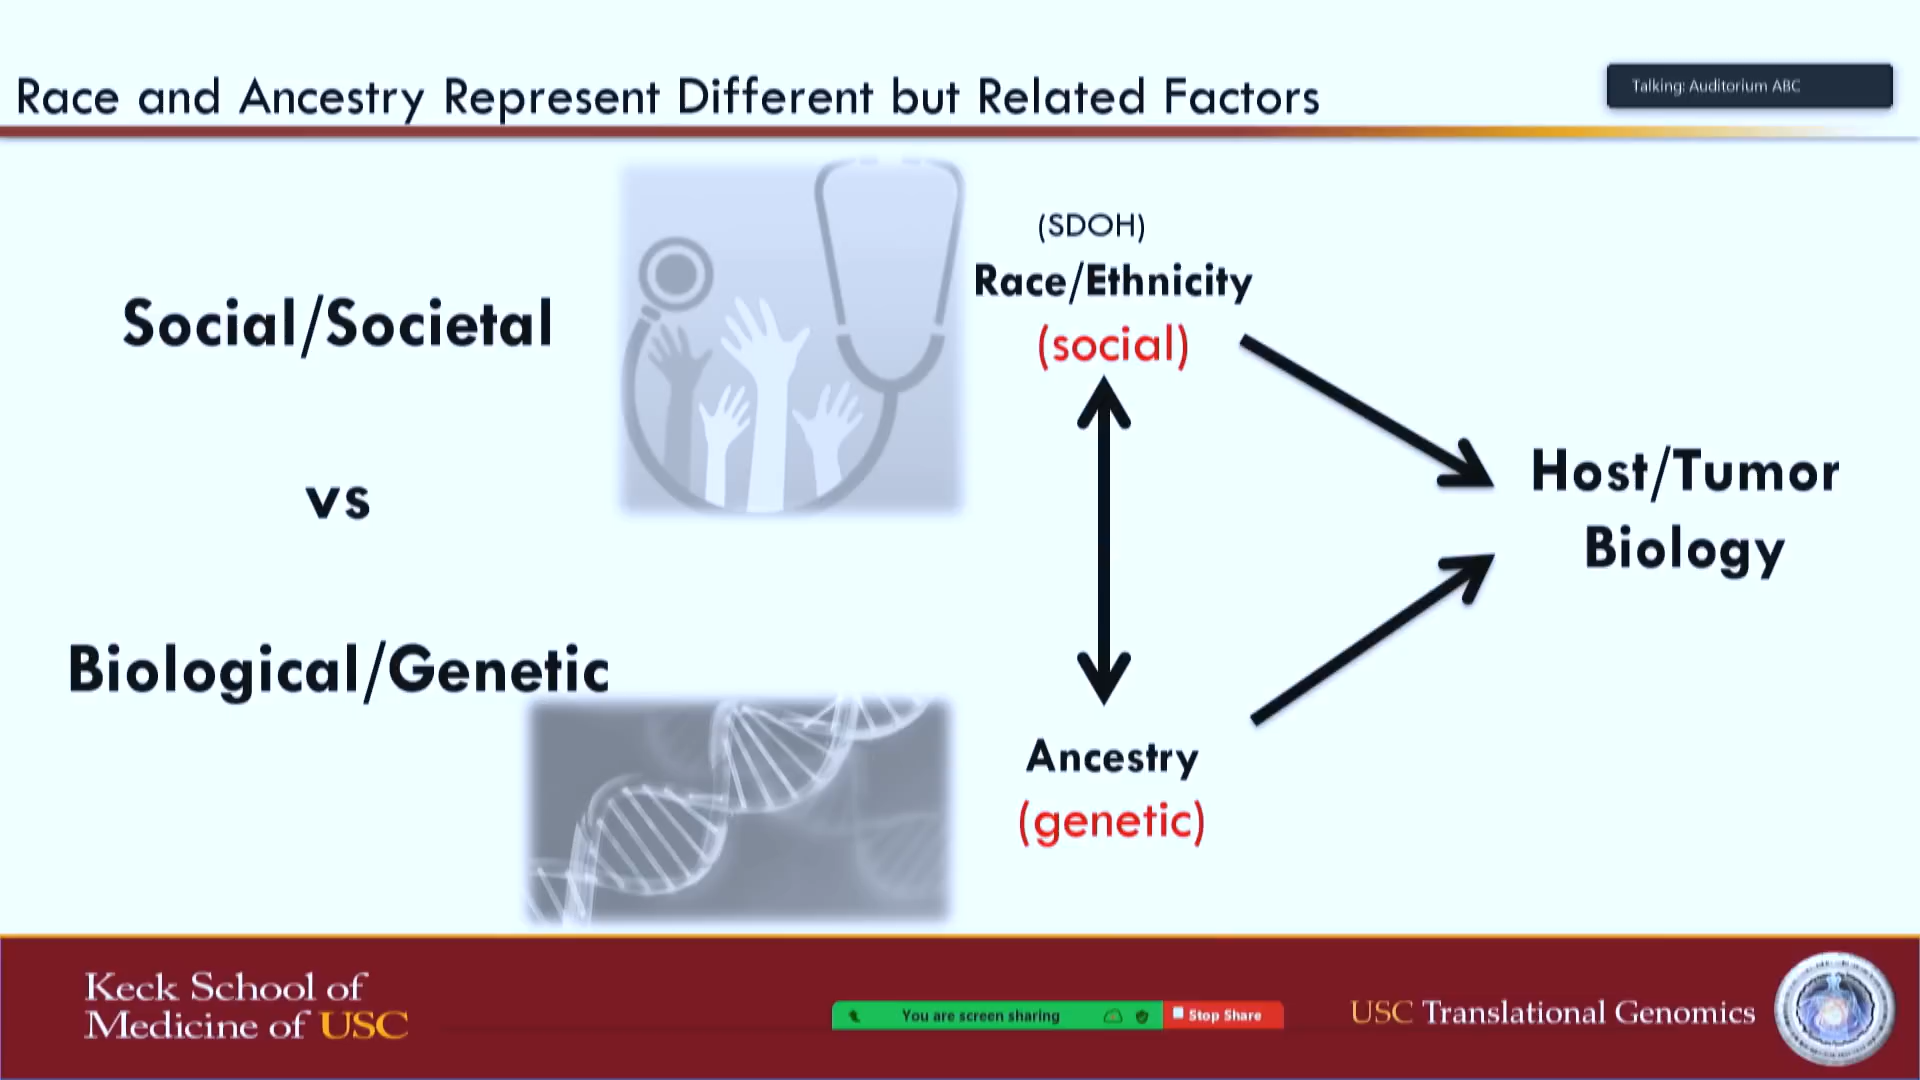 Race and Ancestry Represent Different but Related Factors
Talking: Auditorium ABC
Social/Societal
vs
Biological/Genetic
(SDOH)
Race/Ethnicity
(social)
Ancestry
(genetic)
Host/Tumor
Biology
Keck School of
Medicine of USC
You are screen sharing
Stop Share
USC Translational Genomics